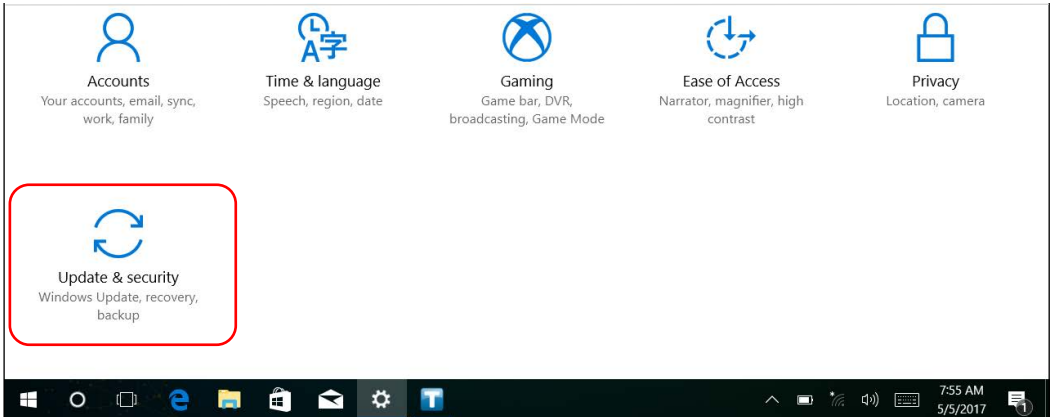 Accounts
Your accounts, email, sync,
work, family
Time & language
Speech, region, date
Gaming
Game bar, DVR,
broadcasting, Game Mode
Ease of Access
Narrator, magnifier, high
contrast
Privacy
Location, camera
Update & security
Windows Update, recovery,
backup
7:55 AM
5/5/2017
1